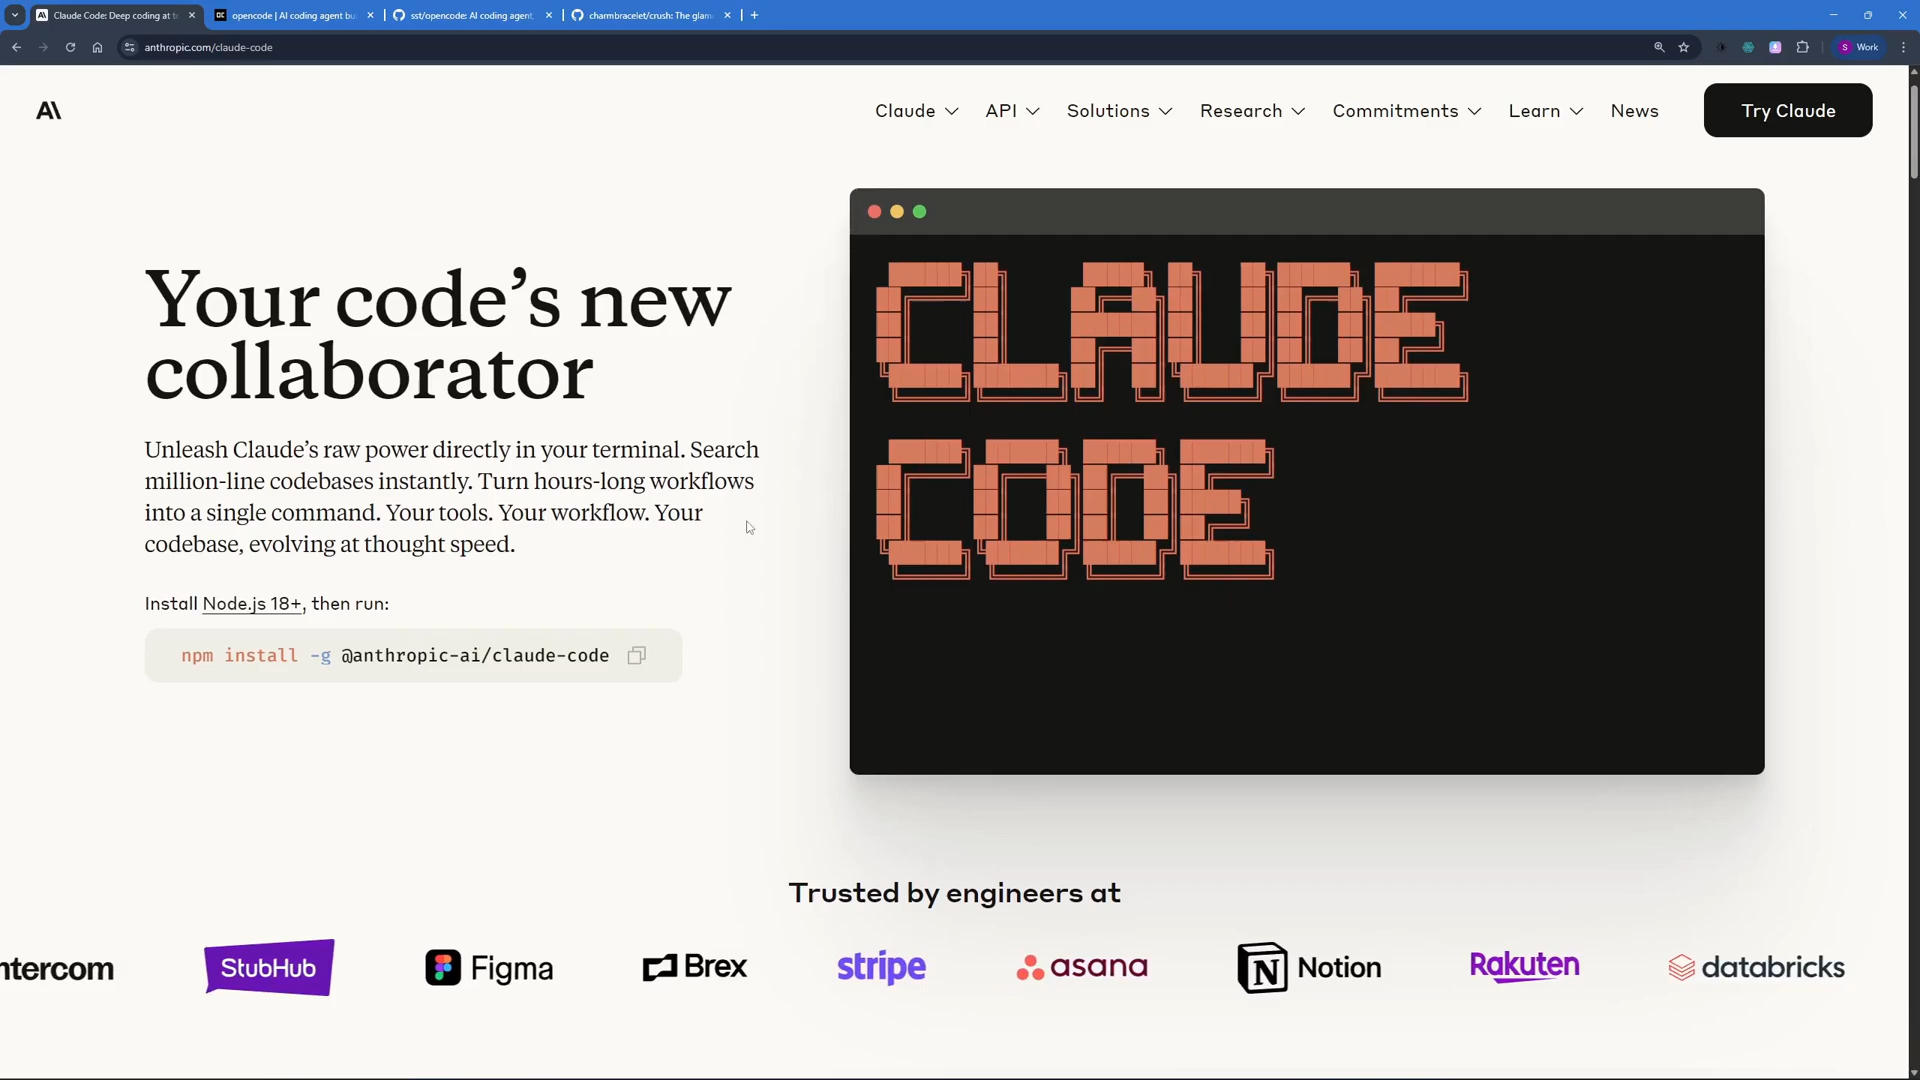 Claude Code: Deep coding at t
opencode | AI coding agent bu
sst/opencode: AI coding agent,
charmbracelet/crush: The glam
anthropic.com/claude-code
S Work
Claude API Solutions Research Commitments Learn News Try Claude
Your code’s new
collaborator
Unleash Claude’s raw power directly in your terminal. Search
million-line codebases instantly. Turn hours-long workflows
into a single command. Your tools. Your workflow. Your
codebase, evolving at thought speed.
Install Node.js 18+, then run:
npm install -g @anthropic-ai/claude-code
CLAUDE
CODE
Trusted by engineers at
ntercom StubHub Figma Brex stripe asana Notion Rakuten databricks